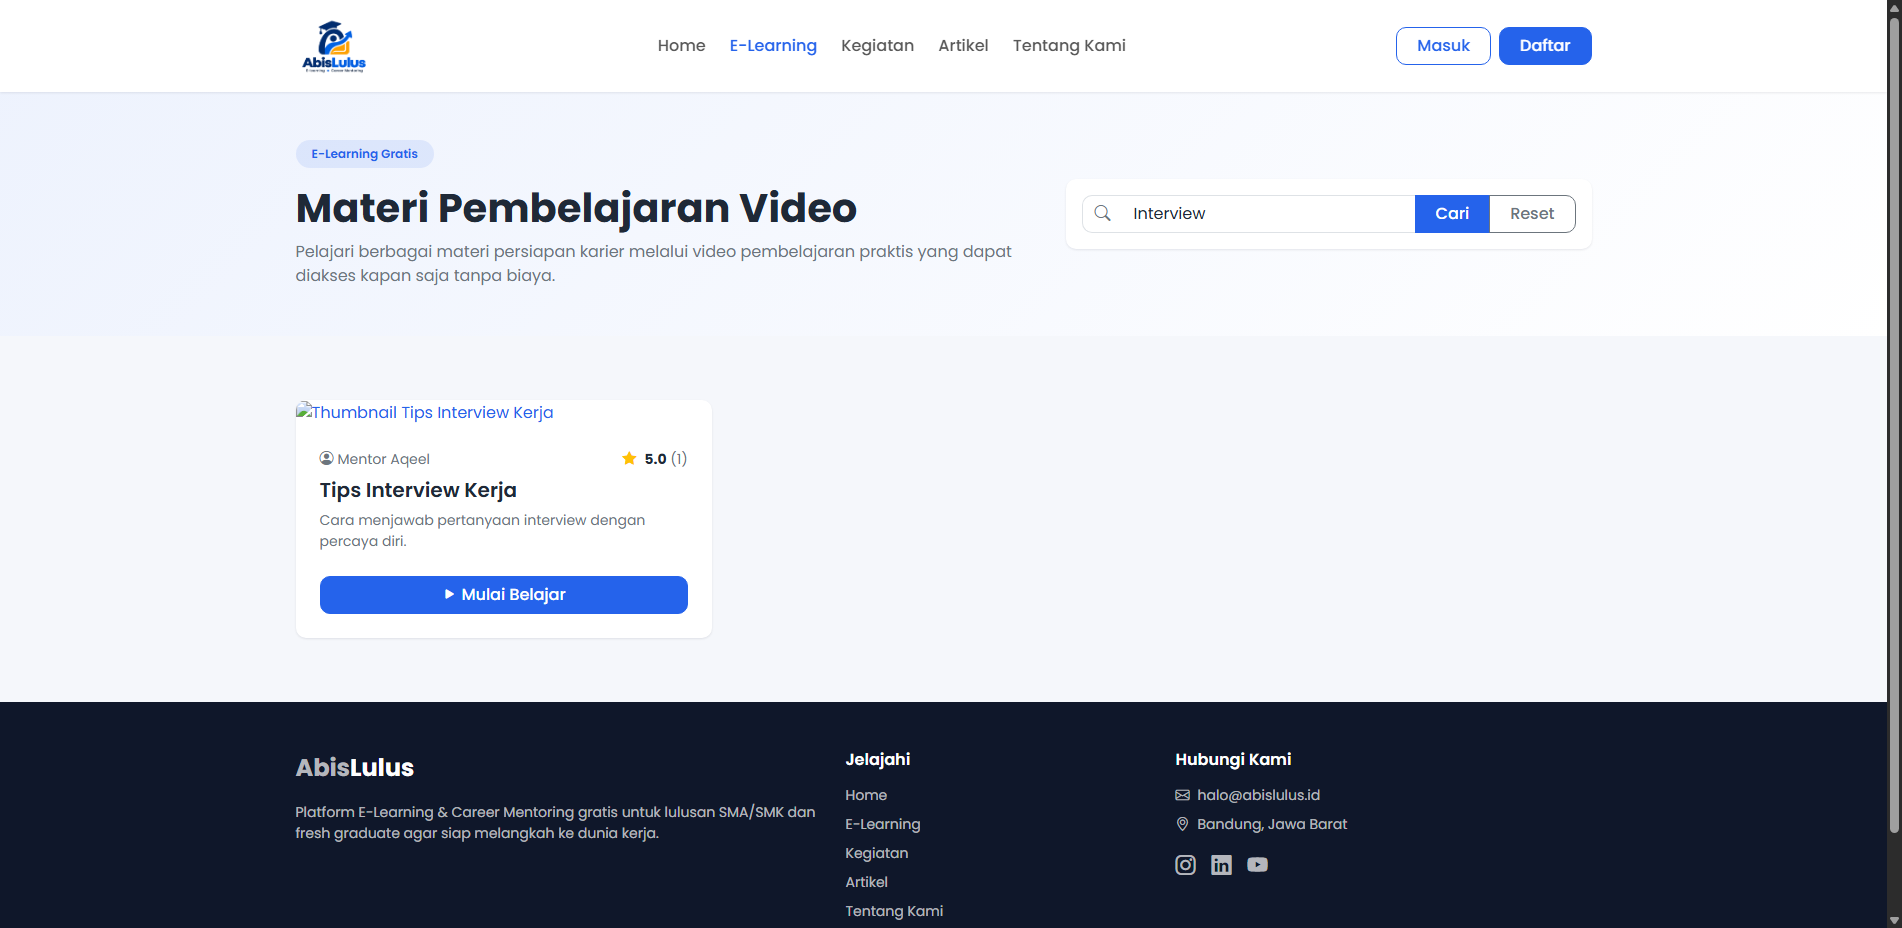 AbisLulus
Home
E-Learning
Kegiatan
Artikel
Tentang Kami
Masuk
Daftar
E-Learning Gratis
Materi Pembelajaran Video
Pelajari berbagai materi persiapan karier melalui video pembelajaran praktis yang dapat
diakses kapan saja tanpa biaya.
Interview
Cari
Reset
Thumbnail Tips Interview Kerja
Mentor Aqeel
5.0 (1)
Tips Interview Kerja
Cara menjawab pertanyaan interview dengan
percaya diri.
Mulai Belajar
AbisLulus
Platform E-Learning & Career Mentoring gratis untuk lulusan SMA/SMK dan
fresh graduate agar siap melangkah ke dunia kerja.
Jelajahi
Home
E-Learning
Kegiatan
Artikel
Tentang Kami
Hubungi Kami
halo@abislulus.id
Bandung, Jawa Barat